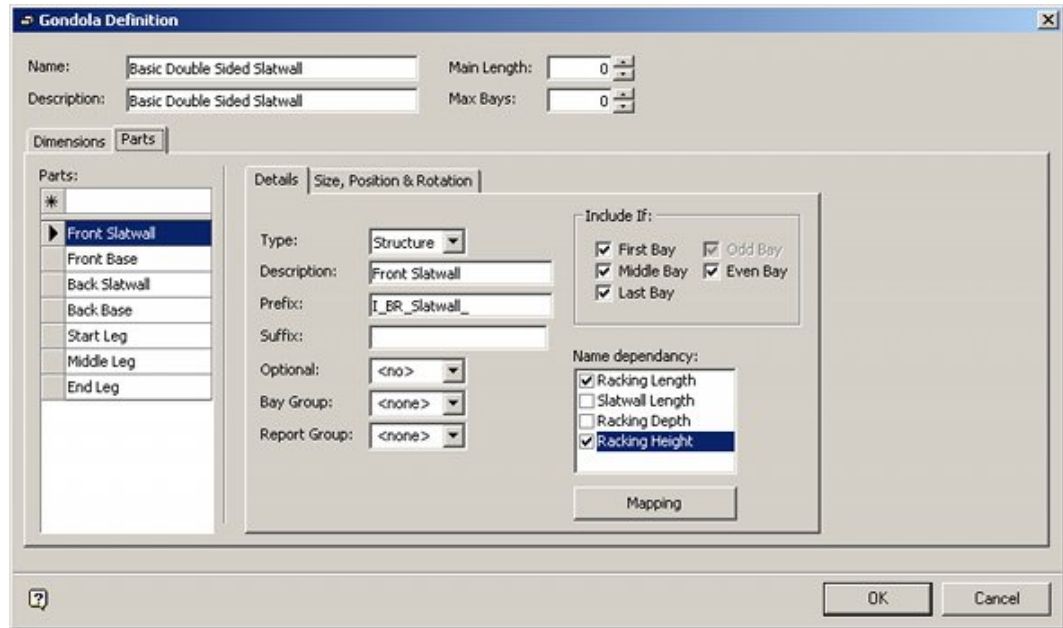 Gondola Definition
Name: Basic Double Sided Slatwall Main Length: 0
Description: Basic Double Sided Slatwall Max Bays: 0
Dimensions Parts
Parts:
Front Slatwall
Front Base
Back Slatwall
Back Base
Start Leg
Middle Leg
End Leg
Details Size, Position & Rotation
Type: Structure
Description: Front Slatwall
Prefix: I_BR_Slatwall_
Suffix:
Optional: <no>
Bay Group: <none>
Report Group: <none>
Include If:
First Bay Odd Bay
Middle Bay Even Bay
Last Bay
Name dependancy:
Racking Length
Slatwall Length
Racking Depth
Racking Height
Mapping
OK Cancel